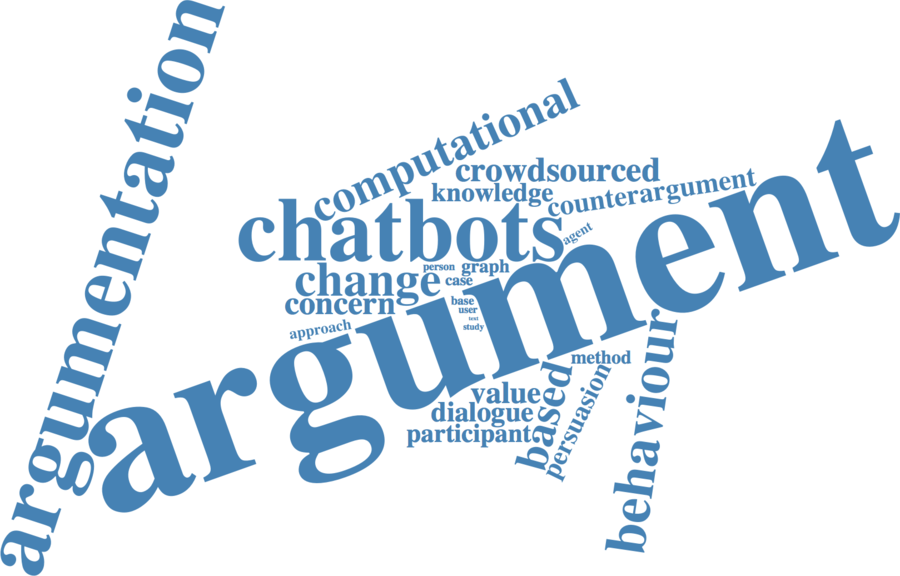 argumentation
computational
crowdsourced
knowledge
counterargument
chatbots
agent
argument
change
person
graph
case
concern
base
user
text
study
approach
method
value
based
persuasion
behaviour
dialogue
participant